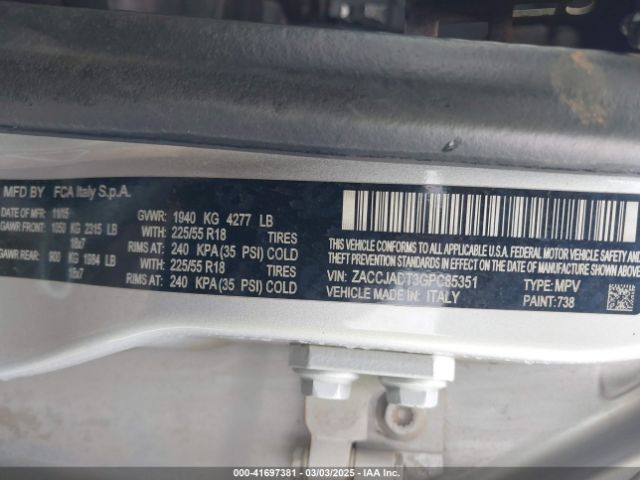 MFD BY FCA Italy S.p.A.
DATE OF MFR 11/15 GVWR: 1940 KG 4277 LB
GAWR FRONT: 1050 KG 2315 LB WITH: 225/55 R18 TIRES
18x7 RIMS AT: 240 KPA(35 PSI) COLD
GAWR REAR: 900 KG 1984 LB WITH: 225/55 R18 TIRES
18x7 RIMS AT: 240 KPA(35 PSI) COLD
THIS VEHICLE CONFORMS TO ALL APPLICABLE U.S.A. FEDERAL MOTOR VEHICLE SAFETY, BUMPER AND
THEFT PREVENTION STANDARDS IN EFFECT ON THE DATE OF MANUFACTURE SHOWN ABOVE.
VIN: ZACCJADT3GPC85351 TYPE: MPV
VEHICLE MADE IN: ITALY PAINT: 738
000-41697381 | 03/03/2025 - IAAI.COM